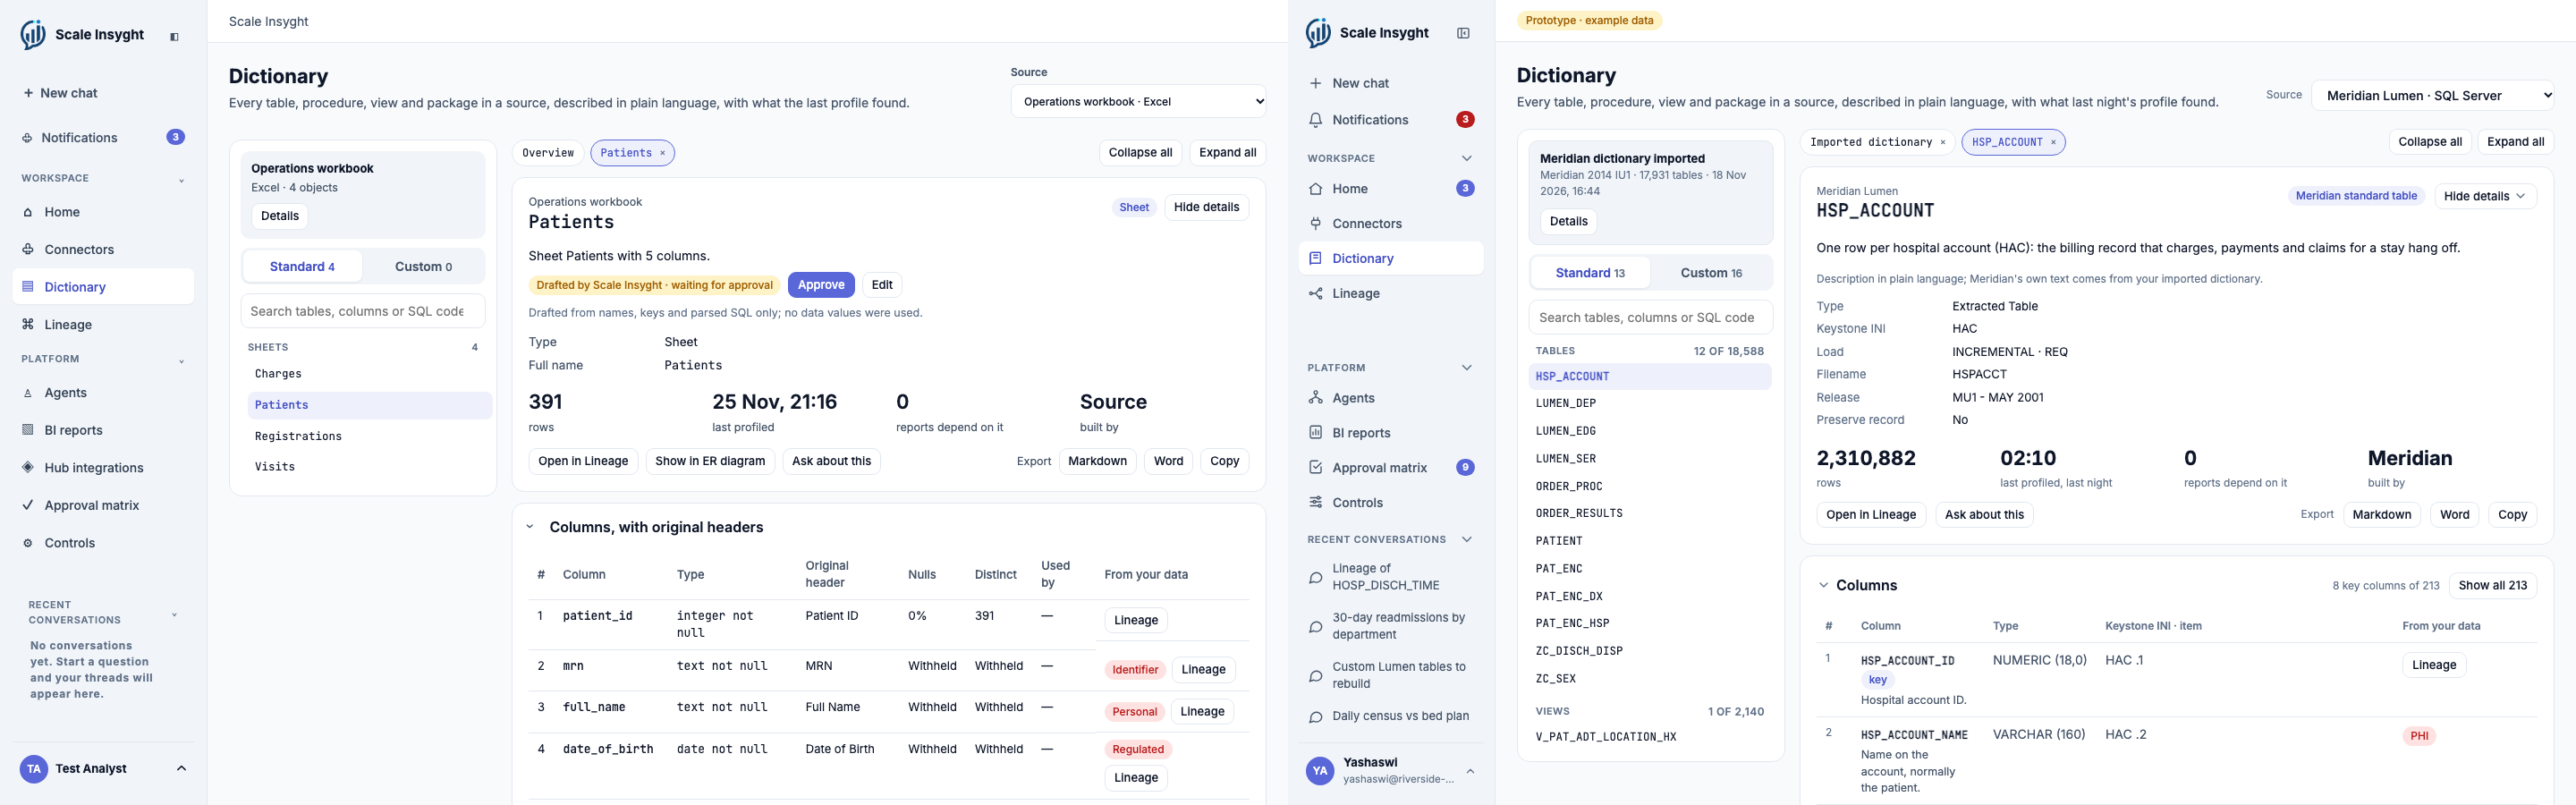 Scale Insyght
+ New chat
Notifications 3
WORKSPACE
Home
Connectors
Dictionary
Lineage
PLATFORM
Agents
BI reports
Hub integrations
Approval matrix
Controls
RECENT
CONVERSATIONS
No conversations
yet. Start a question
and your threads will
appear here.
TA Test Analyst
Scale Insyght
Dictionary
Every table, procedure, view and package in a source, described in plain language, with what the last profile found.
Source
Operations workbook · Excel
Operations workbook
Excel · 4 objects
Details
Standard 4 Custom 0
Search tables, columns or SQL code
SHEETS 4
Charges
Patients
Registrations
Visits
Overview Patients × Collapse all Expand all
Operations workbook
Patients
Sheet Hide details
Sheet Patients with 5 columns.
Drafted by Scale Insyght · waiting for approval Approve Edit
Drafted from names, keys and parsed SQL only; no data values were used.
Type Sheet
Full name Patients
391 25 Nov, 21:16 0 Source
rows last profiled reports depend on it built by
Open in Lineage Show in ER diagram Ask about this Export Markdown Word Copy
Columns, with original headers
# Column Type Original header Nulls Distinct Used by From your data
1 patient_id integer not null Patient ID 0% 391 — Lineage
2 mrn text not null MRN Withheld Withheld — Identifier Lineage
3 full_name text not null Full Name Withheld Withheld — Personal Lineage
4 date_of_birth date not null Date of Birth Withheld Withheld — Regulated Lineage
Scale Insyght
+ New chat
Notifications 3
WORKSPACE
Home 3
Connectors
Dictionary
Lineage
PLATFORM
Agents
BI reports
Approval matrix 9
Controls
RECENT CONVERSATIONS
Lineage of
HOSP_DISCH_TIME
30-day readmissions by
department
Custom Lumen tables to
rebuild
Daily census vs bed plan
YA Yashaswi
yashaswi@riverside-...
Prototype · example data
Dictionary
Every table, procedure, view and package in a source, described in plain language, with what last night's profile found.
Source Meridian Lumen · SQL Server
Meridian dictionary imported
Meridian 2014 IU1 · 17,931 tables · 18 Nov
2026, 16:44
Details
Standard 13 Custom 16
Search tables, columns or SQL code
TABLES 12 OF 18,588
HSP_ACCOUNT
LUMEN_DEP
LUMEN_EDG
LUMEN_SER
ORDER_PROC
ORDER_RESULTS
PATIENT
PAT_ENC
PAT_ENC_DX
PAT_ENC_HSP
ZC_DISCH_DISP
ZC_SEX
VIEWS 1 OF 2,140
V_PAT_ADT_LOCATION_HX
Imported dictionary × HSP_ACCOUNT × Collapse all Expand all
Meridian Lumen
HSP_ACCOUNT
Meridian standard table Hide details
One row per hospital account (HAC): the billing record that charges, payments and claims for a stay hang off.
Description in plain language; Meridian's own text comes from your imported dictionary.
Type Extracted Table
Keystone INI HAC
Load INCREMENTAL · REQ
Filename HSPACCT
Release MU1 - MAY 2001
Preserve record No
2,310,882 02:10 0 Meridian
rows last profiled, last night reports depend on it built by
Open in Lineage Ask about this Export Markdown Word Copy
Columns 8 key columns of 213 Show all 213
# Column Type Keystone INI · item From your data
1 HSP_ACCOUNT_ID NUMERIC (18,0) HAC .1 Lineage
key
Hospital account ID.
2 HSP_ACCOUNT_NAME VARCHAR (160) HAC .2 PHI
Name on the
account, normally
the patient.